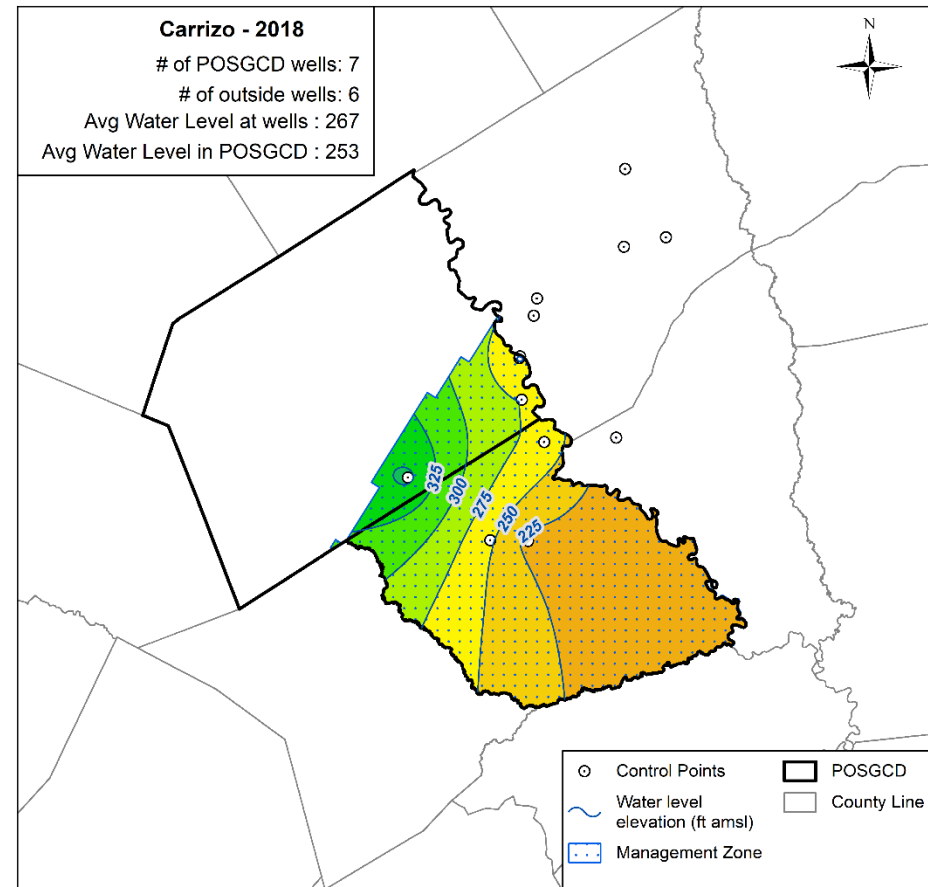 Carrizo - 2018
# of POSGCD wells: 7
# of outside wells: 6
Avg Water Level at wells : 267
Avg Water Level in POSGCD : 253
N
325
300
275
250
225
Control Points
POSGCD
Water level
elevation (ft amsl)
County Line
Management Zone